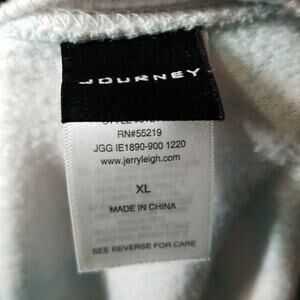 JOURNEY
RN#55219
JGG IE1890-900 1220
www.jerryleigh.com
XL
MADE IN CHINA
SEE REVERSE FOR CARE